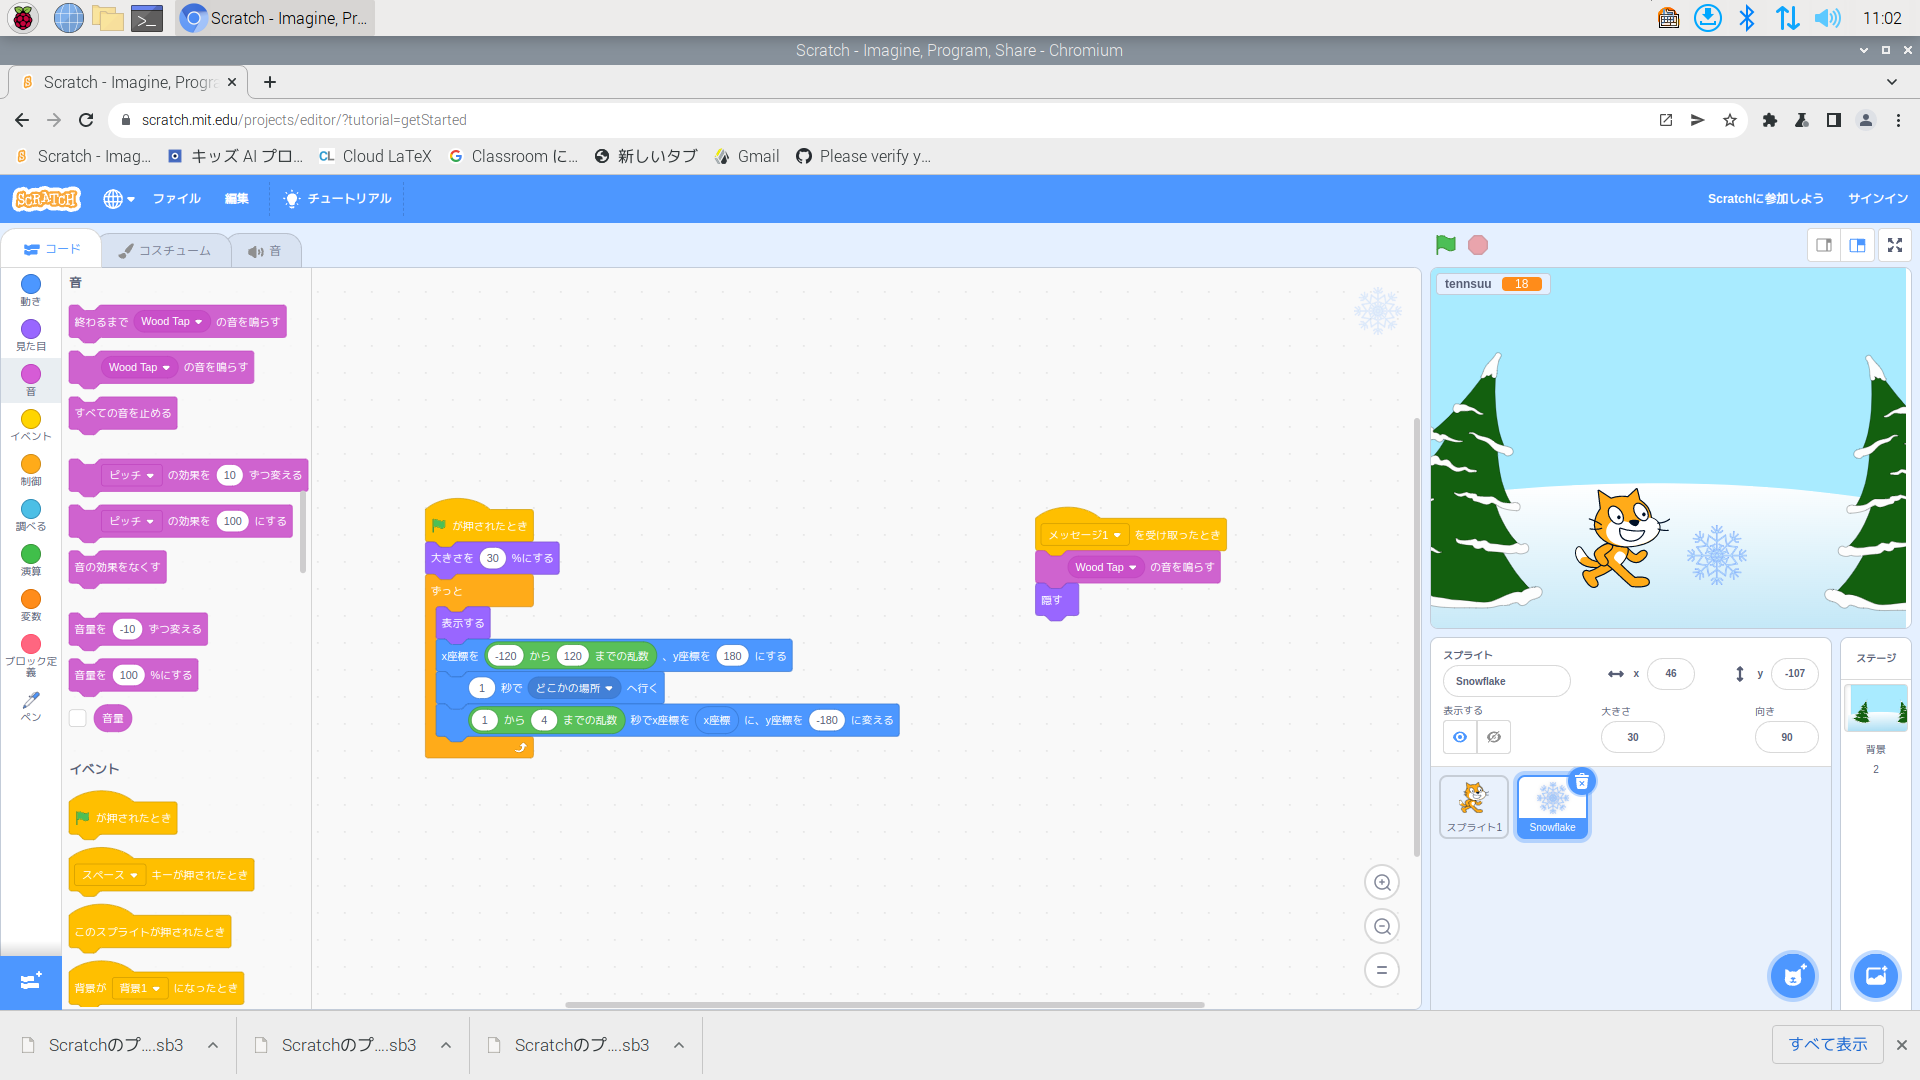 Scratch - Imagine, Pr...
11:02
Scratch - Imagine, Program, Share - Chromium
Scratch - Imagine, Progra
scratch.mit.edu/projects/editor/?tutorial=getStarted
Scratch - Imag...
キッズ AI プロ...
CL Cloud LaTeX
Classroom に...
新しいタブ
Gmail
Please verify y...
SCRATCH
ファイル
編集
チュートリアル
Scratchに参加しよう
サインイン
コード
コスチューム
音
動き
見た目
音
イベント
制御
調べる
演算
変数
ブロック定義
ペン
音
終わるまで Wood Tap の音を鳴らす
Wood Tap の音を鳴らす
すべての音を止める
ピッチ の効果を 10 ずつ変える
ピッチ の効果を 100 にする
音の効果をなくす
音量を -10 ずつ変える
音量を 100 %にする
音量
イベント
が押されたとき
スペース キーが押されたとき
このスプライトが押されたとき
背景が 背景1 になったとき
が押されたとき
大きさを 30 %にする
ずっと
表示する
x座標を -120 から 120 までの乱数 、y座標を 180 にする
1 秒で どこかの場所 へ行く
1 から 4 までの乱数 秒でx座標を x座標 に、y座標を -180 に変える
メッセージ1 を受け取ったとき
Wood Tap の音を鳴らす
隠す
tennsuu 18
スプライト
Snowflake
x 46
y -107
表示する
大きさ
30
向き
90
スプライト1
Snowflake
ステージ
背景
2
Scratchのプ....sb3
Scratchのプ....sb3
Scratchのプ....sb3
すべて表示